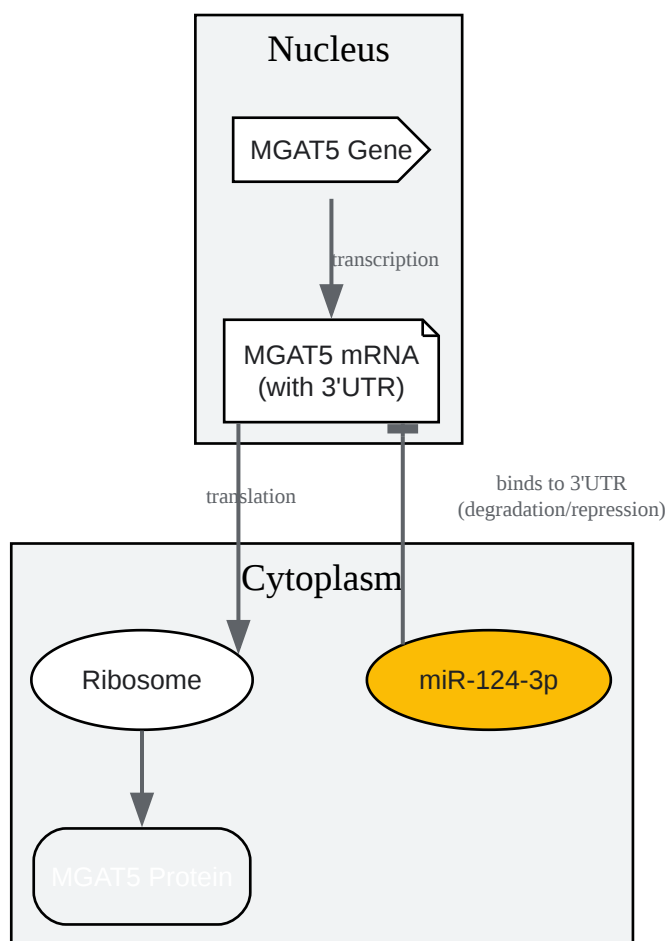 Nucleus
MGAT5 Gene
transcription
MGAT5 mRNA
(with 3'UTR)
translation
binds to 3'UTR
(degradation/repression)
Cytoplasm
Ribosome
miR-124-3p
MGAT5 Protein